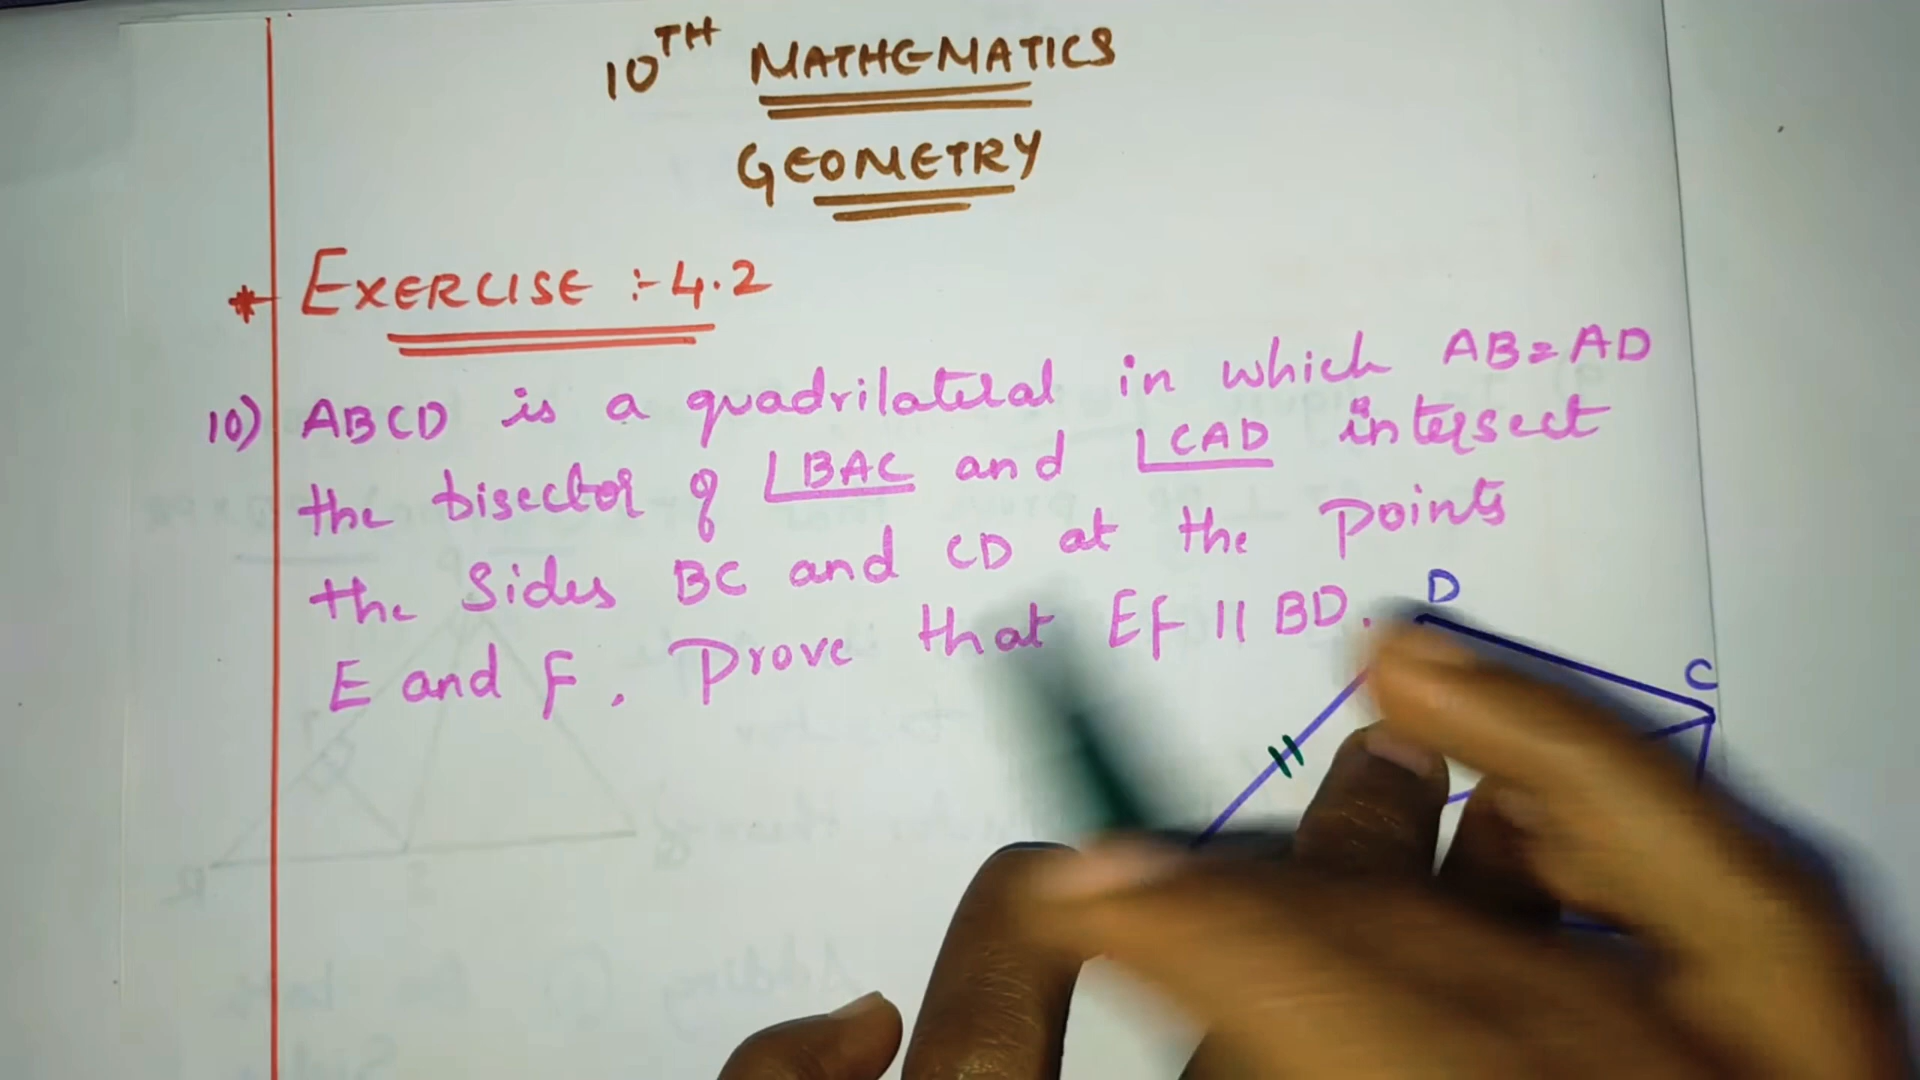 10TH MATHEMATICS
GEOMETRY
* EXERCISE :- 4.2
10) ABCD is a quadrilateral in which AB=AD
the bisector of ∠BAC and ∠CAD intersect
the Sides BC and CD at the Points
E and F. Prove that EF || BD.
D
C